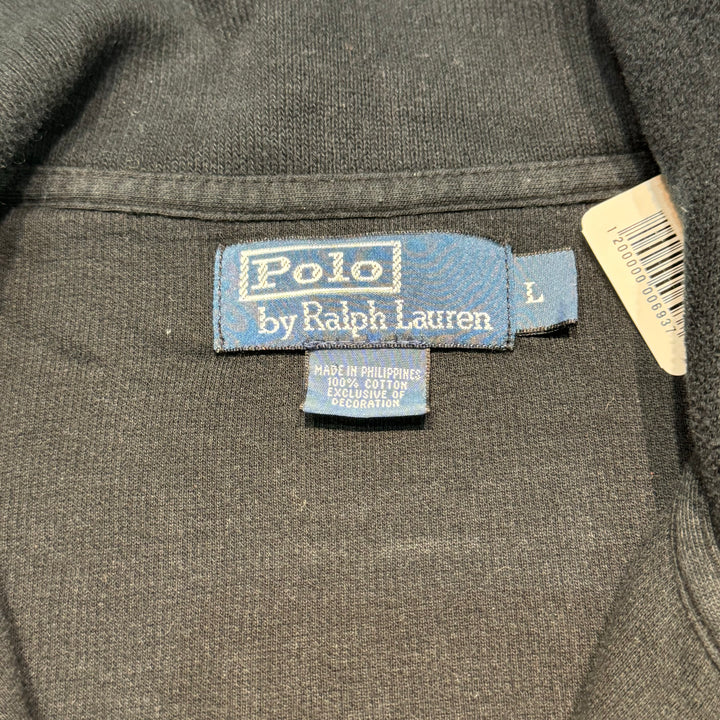 Polo
by Ralph Lauren
L
MADE IN PHILIPPINES
100% COTTON
EXCLUSIVE OF
DECORATION